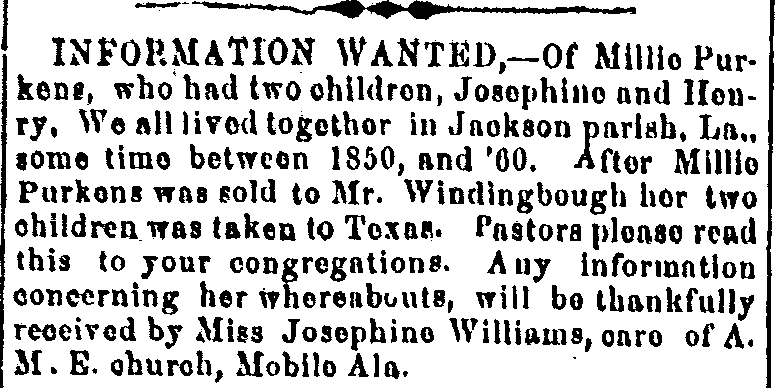 INFORMATION WANTED,—Of Millie Pur-
kens, who had two children, Josephine and Hen-
ry. We all lived together in Jackson parish, La.,
some time between 1850, and '60. After Millie
Purkens was sold to Mr. Windingbough her two
children was taken to Texas. Pastors please read
this to your congregations. Any information
concerning her whereabouts, will be thankfully
received by Miss Josephine Williams, care of A.
M. E. church, Mobile Ala.